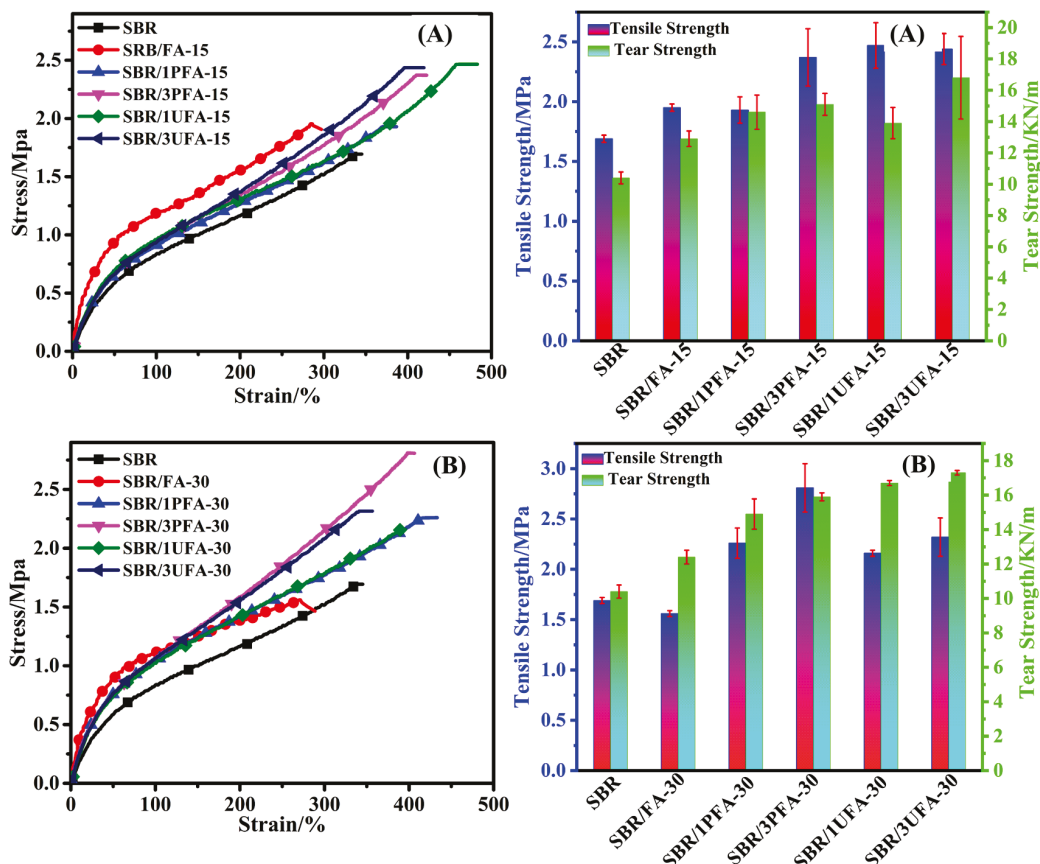 SBR
SRB/FA-15
SBR/1PFA-15
SBR/3PFA-15
SBR/1UFA-15
SBR/3UFA-15
(A)
Stress/Mpa
2.5
2.0
1.5
1.0
0.5
0.0
0 100 200 300 400 500
Strain/%
Tensile Strength
Tear Strength
(A)
Tensile Strength/MPa
2.5
2.0
1.5
1.0
0.5
0.0
20
18
16
14
12
10
8
6
4
2
0
Tear Strength/KN/m
SBR
SBR/FA-15
SBR/1PFA-15
SBR/3PFA-15
SBR/1UFA-15
SBR/3UFA-15
SBR
SBR/FA-30
SBR/1PFA-30
SBR/3PFA-30
SBR/1UFA-30
SBR/3UFA-30
(B)
Stress/Mpa
2.5
2.0
1.5
1.0
0.5
0.0
0 100 200 300 400 500
Strain/%
Tensile Strength
Tear Strength
(B)
Tensile Strength/MPa
3.0
2.5
2.0
1.5
1.0
0.5
0.0
18
16
14
12
10
8
6
4
2
0
Tear Strength/KN/m
SBR
SBR/FA-30
SBR/1PFA-30
SBR/3PFA-30
SBR/1UFA-30
SBR/3UFA-30